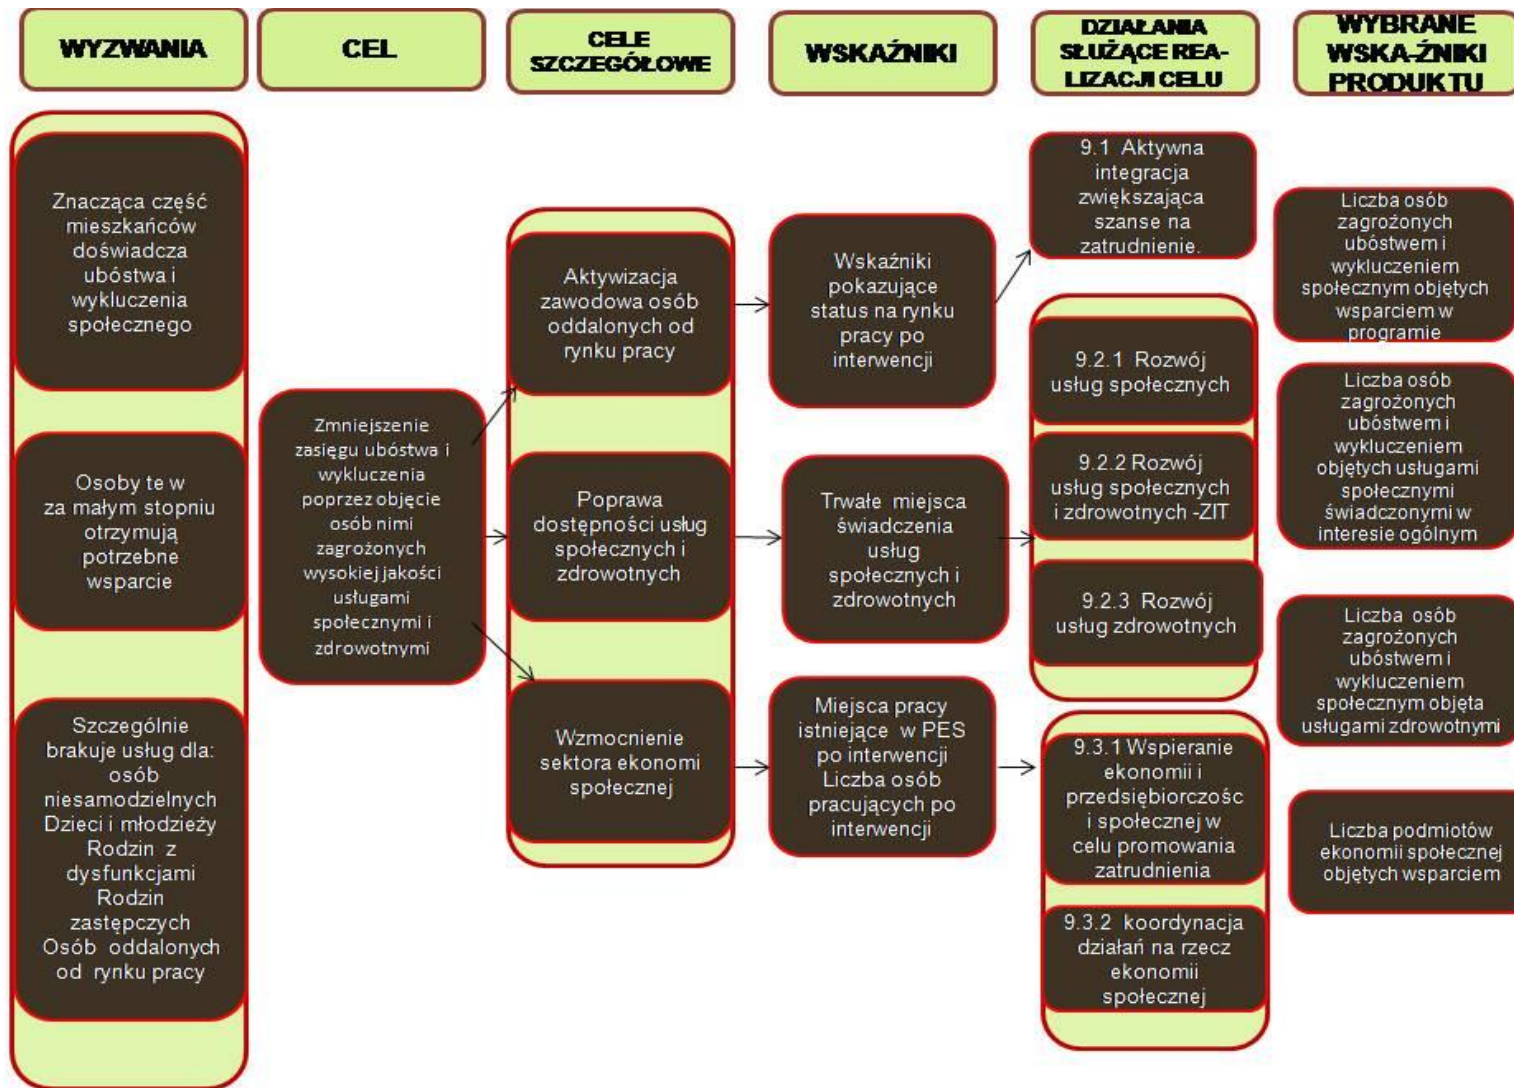 WYZWANIA
CEL
CELE
SZCZEGÓŁOWE
WSKAŹNIKI
DZIAŁANIA
SŁUŻĄCE REA-
LIZACJI CELU
WYBRANE
WSKA-ŹNIKI
PRODUKTU
Znacząca część
mieszkańców
doświadcza
ubóstwa i
wykluczenia
społecznego
Osoby te w
za małym stopniu
otrzymują
potrzebne
wsparcie
Szczególnie
brakuje usług dla:
osób
niesamodzielnych
Dzieci i młodzieży
Rodzin z
dysfunkcjami
Rodzin
zastępczych
Osób oddalonych
od rynku pracy
Zmniejszenie
zasięgu ubóstwa i
wykluczenia
poprzez objęcie
osób nimi
zagrożonych
wysokiej jakości
usługami
społecznymi i
zdrowotnymi
Aktywizacja
zawodowa osób
oddalonych od
rynku pracy
Poprawa
dostępności usług
społecznych i
zdrowotnych
Wzmocnienie
sektora ekonomi
społecznej
Wskaźniki
pokazujące
status na rynku
pracy po
interwencji
Trwałe miejsca
świadczenia
usług
społecznych i
zdrowotnych
Miejsca pracy
istniejące w PES
po interwencji
Liczba osób
pracujących po
interwencji
9.1 Aktywna
integracja
zwiększająca
szanse na
zatrudnienie.
9.2.1 Rozwój
usług społecznych
9.2.2 Rozwój
usług społecznych
i zdrowotnych -ZIT
9.2.3 Rozwój
usług zdrowotnych
9.3.1 Wspieranie
ekonomii i
przedsiębiorczośc
i społecznej w
celu promowania
zatrudnienia
9.3.2 koordynacja
działań na rzecz
ekonomii
społecznej
Liczba osób
zagrożonych
ubóstwem i
wykluczeniem
społecznym objętych
wsparciem w
programie
Liczba osób
zagrożonych
ubóstwem i
wykluczeniem
objętych usługami
społecznymi
świadczonymi w
interesie ogólnym
Liczba osób
zagrożonych
ubóstwem i
wykluczeniem
społecznym objęta
usługami zdrowotnymi
Liczba podmiotów
ekonomii społecznej
objętych wsparciem